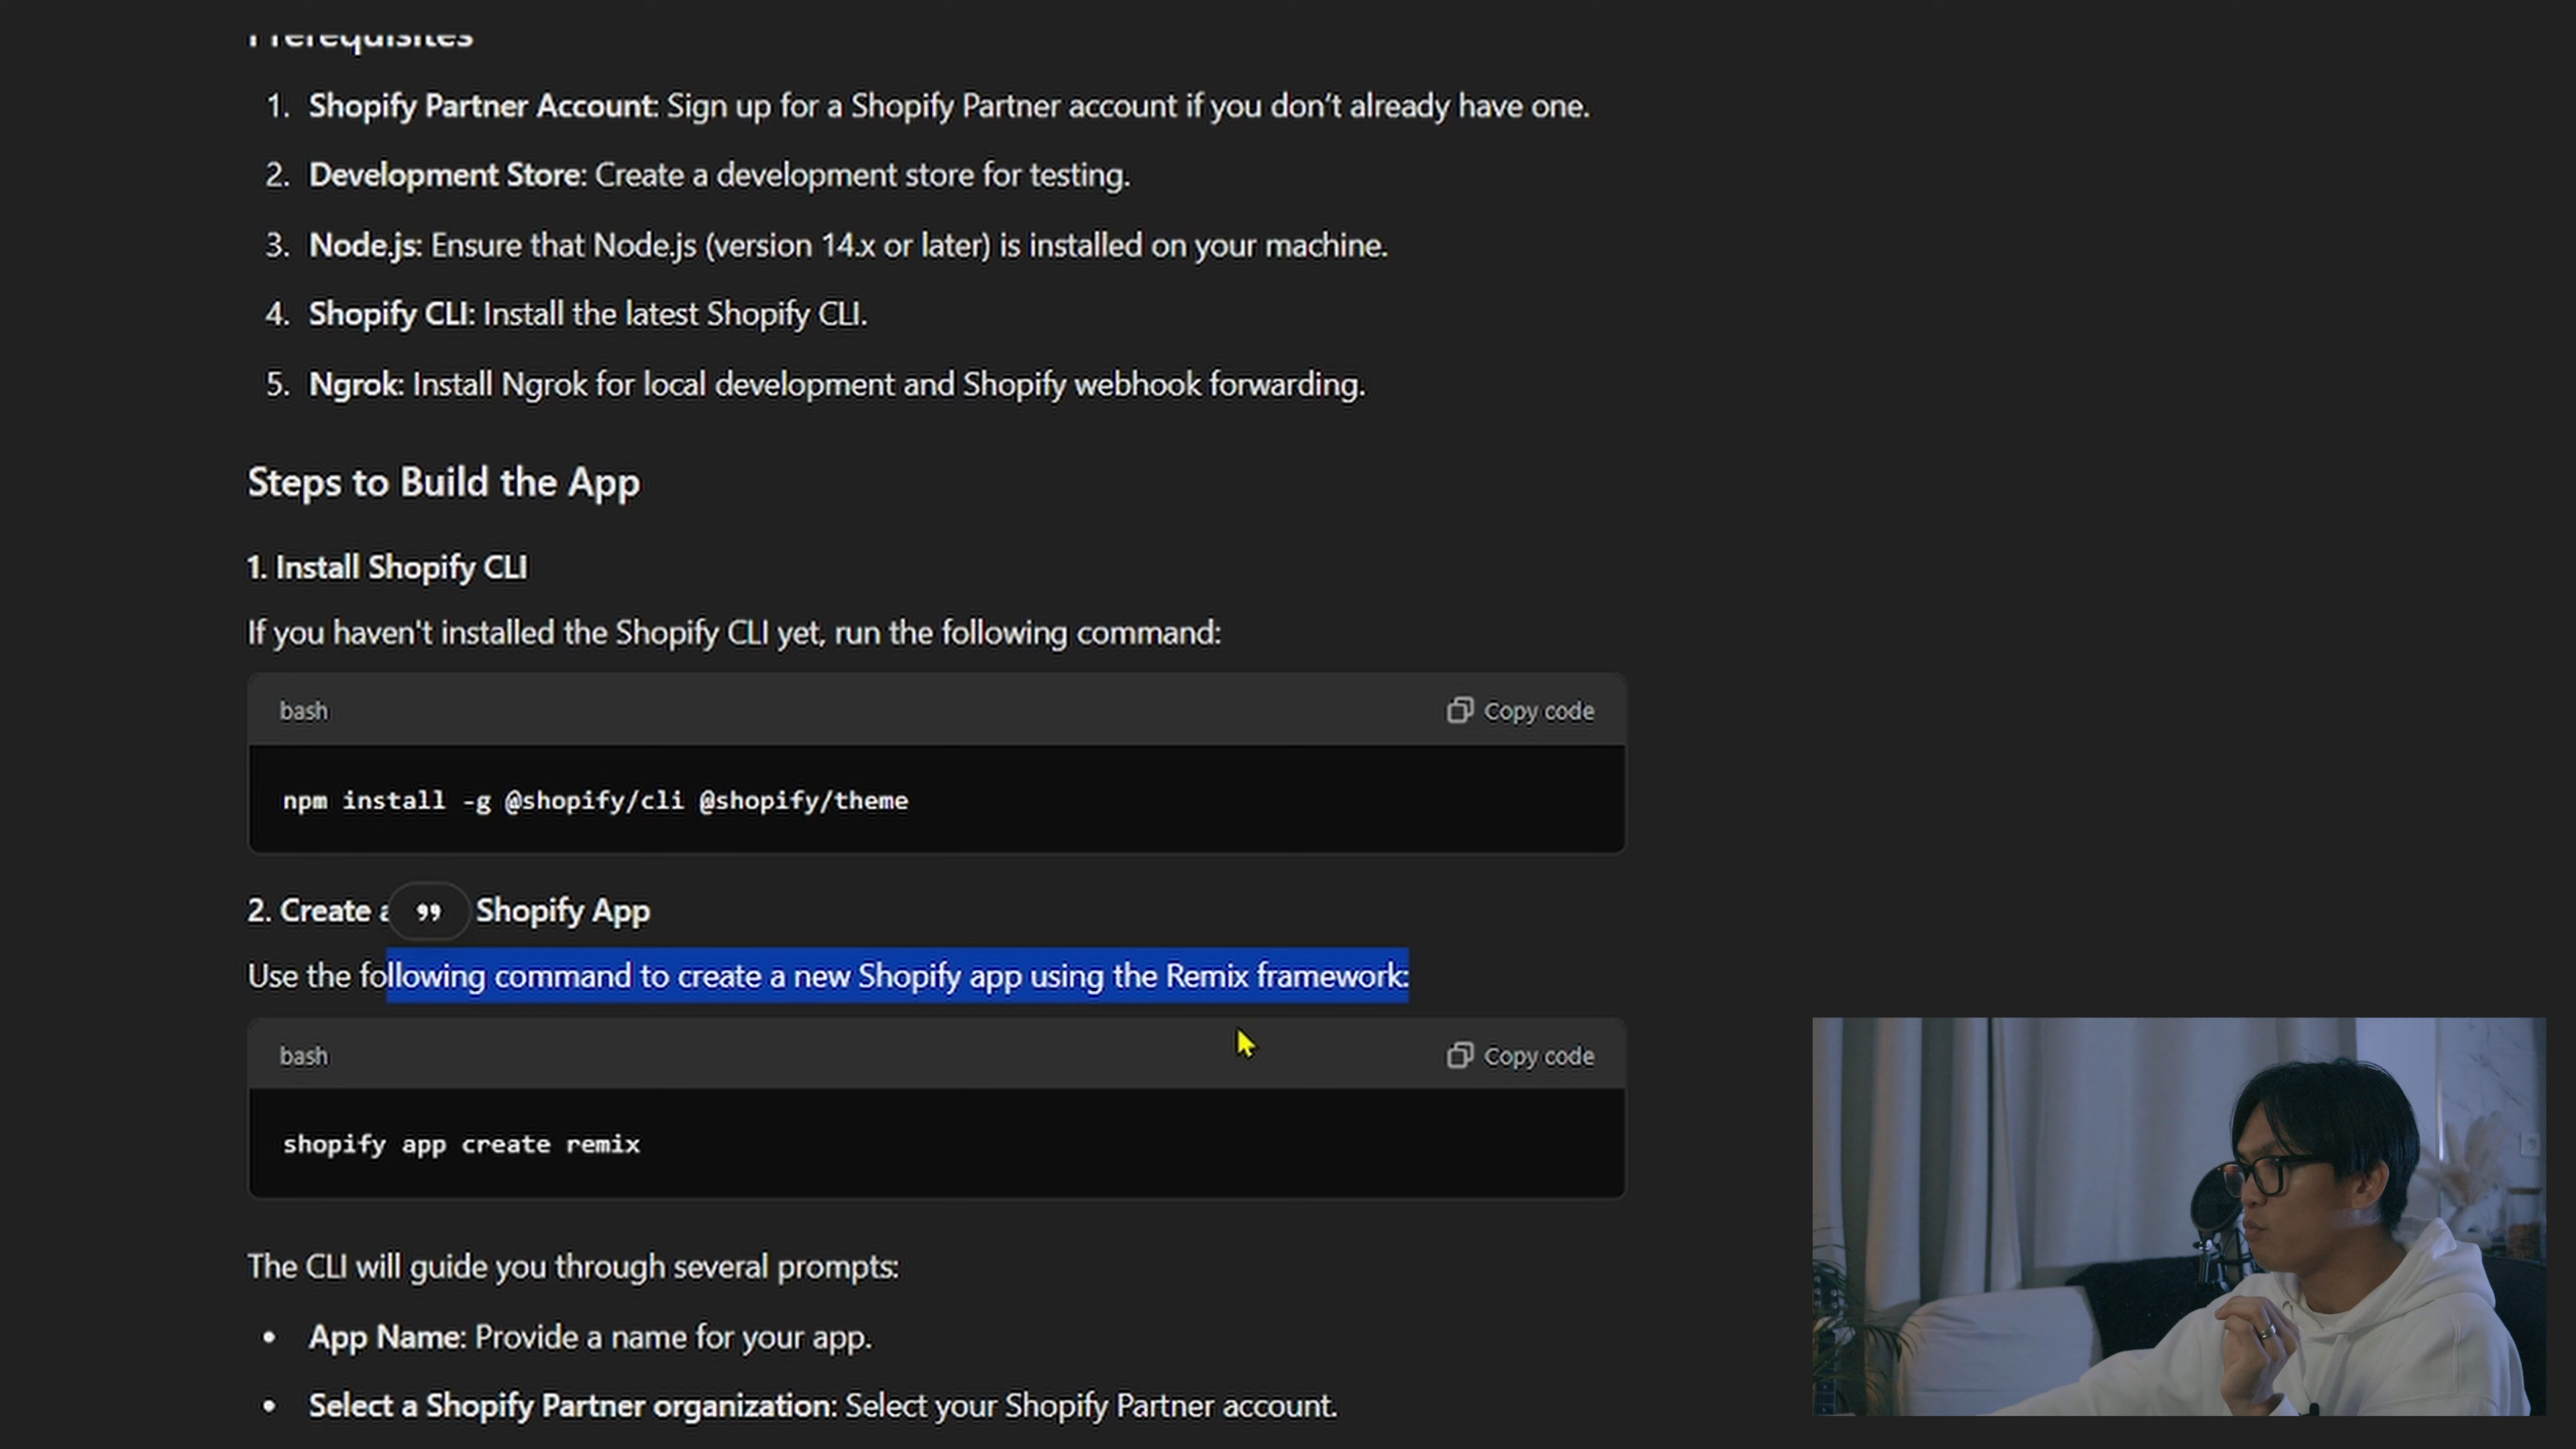 Prerequisites
1. Shopify Partner Account: Sign up for a Shopify Partner account if you don’t already have one.
2. Development Store: Create a development store for testing.
3. Node.js: Ensure that Node.js (version 14.x or later) is installed on your machine.
4. Shopify CLI: Install the latest Shopify CLI.
5. Ngrok: Install Ngrok for local development and Shopify webhook forwarding.
Steps to Build the App
1. Install Shopify CLI
If you haven't installed the Shopify CLI yet, run the following command:
bash Copy code
npm install -g @shopify/cli @shopify/theme
2. Create a Shopify App
Use the following command to create a new Shopify app using the Remix framework:
bash Copy code
shopify app create remix
The CLI will guide you through several prompts:
• App Name: Provide a name for your app.
• Select a Shopify Partner organization: Select your Shopify Partner account.